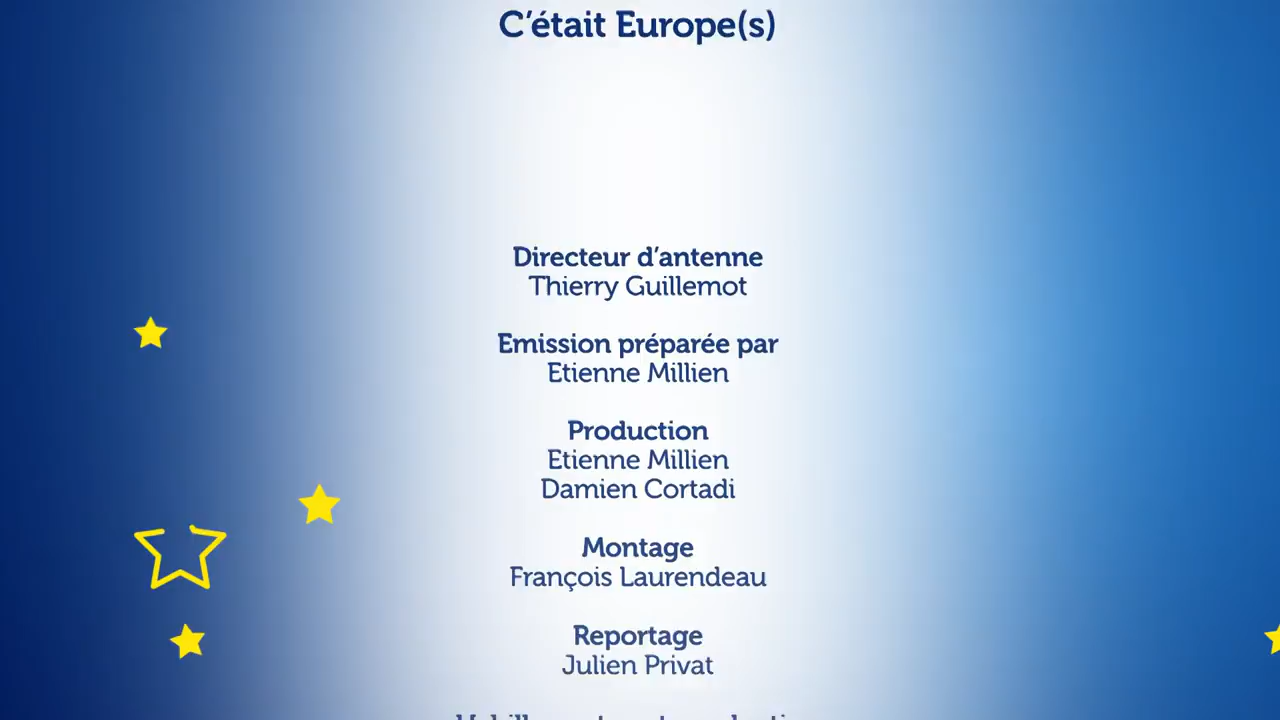 C'était Europe(s)
Directeur d'antenne
Thierry Guillemot
Emission préparée par
Etienne Millien
Production
Etienne Millien
Damien Cortadi
Montage
François Laurendeau
Reportage
Julien Privat